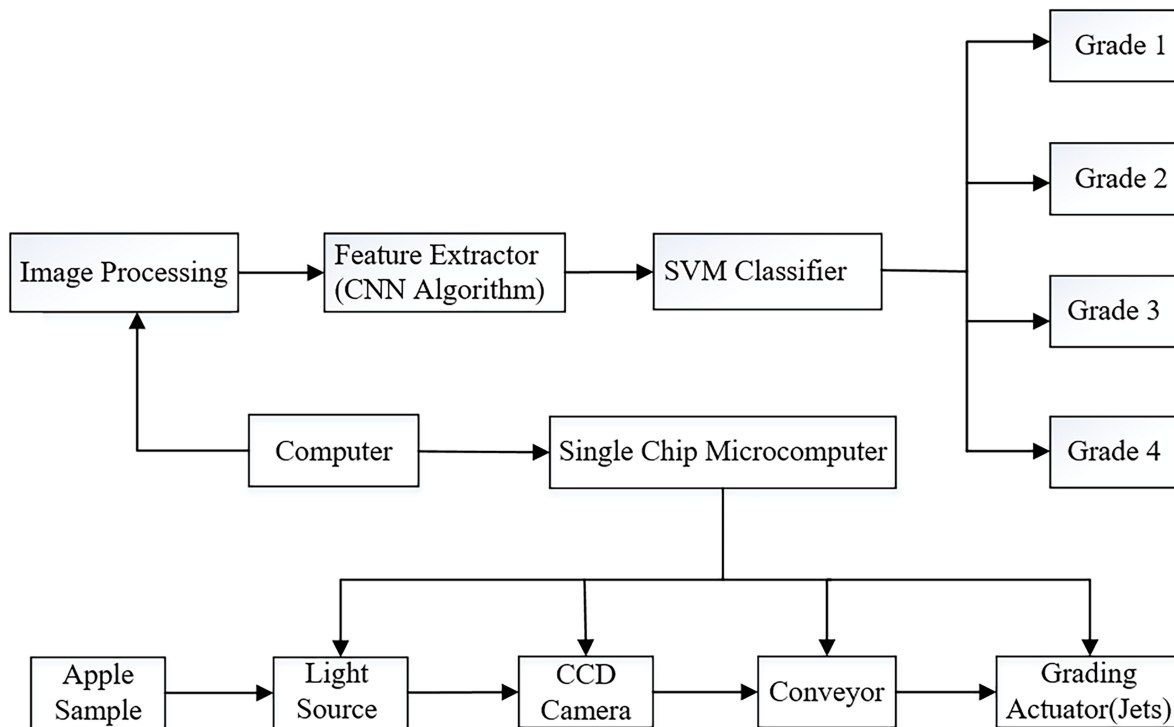 Grade 1
Grade 2
Image Processing
Feature Extractor
(CNN Algorithm)
SVM Classifier
Grade 3
Computer
Single Chip Microcomputer
Grade 4
Apple
Sample
Light
Source
CCD
Camera
Conveyor
Grading
Actuator(Jets)